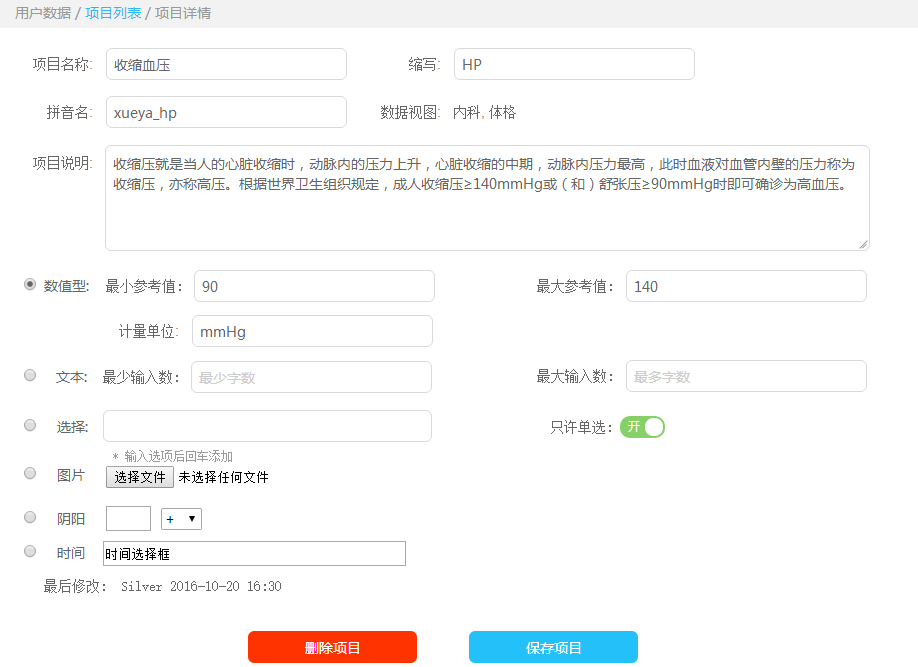 用户数据 / 项目列表 / 项目详情
项目名称: 收缩血压 缩写: HP
拼音名: xueya_hp 数据视图: 内科, 体格
项目说明: 收缩压就是当人的心脏收缩时，动脉内的压力上升，心脏收缩的中期，动脉内压力最高，此时血液对血管内壁的压力称为
收缩压，亦称高压。根据世界卫生组织规定，成人收缩压≥140mmHg或（和）舒张压≥90mmHg时即可确诊为高血压。
数值型: 最小参考值: 90 最大参考值: 140
计量单位: mmHg
文本: 最少输入数: 最少字数 最大输入数: 最多字数
选择: 只许单选: 开
* 输入选项后回车添加
图片 选择文件 未选择任何文件
阴阳 + ▼
时间 时间选择框
最后修改: Silver 2016-10-20 16:30
删除项目 保存项目